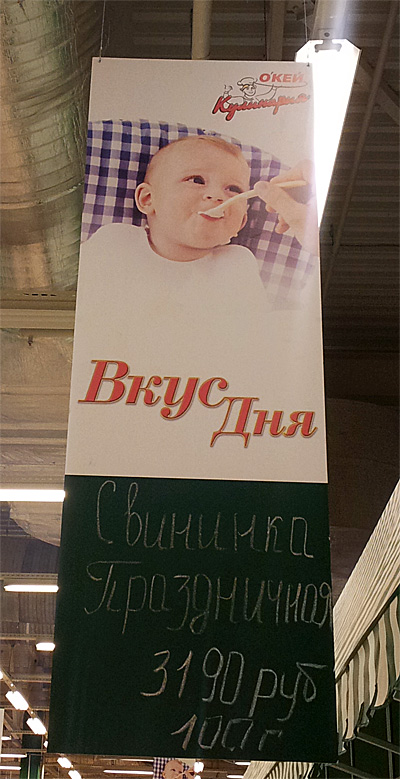 О'КЕЙ
Кулинария
Вкус
Дня
Свининка
Праздничная
31 90 руб
100 г